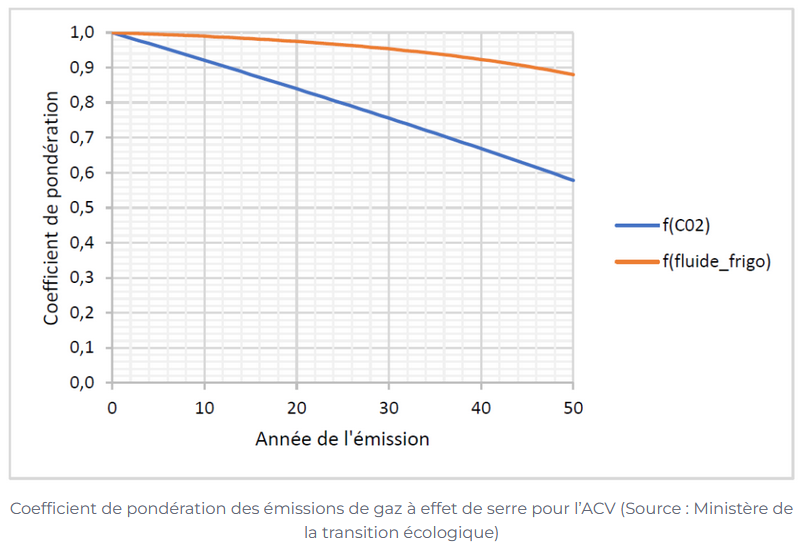 1,0
0,9
0,8
0,7
0,6
0,5
0,4
0,3
0,2
0,1
0,0
Coefficient de pondération
0 10 20 30 40 50
Année de l'émission
f(C02)
f(fluide_frigo)
Coefficient de pondération des émissions de gaz à effet de serre pour l’ACV (Source : Ministère de
la transition écologique)